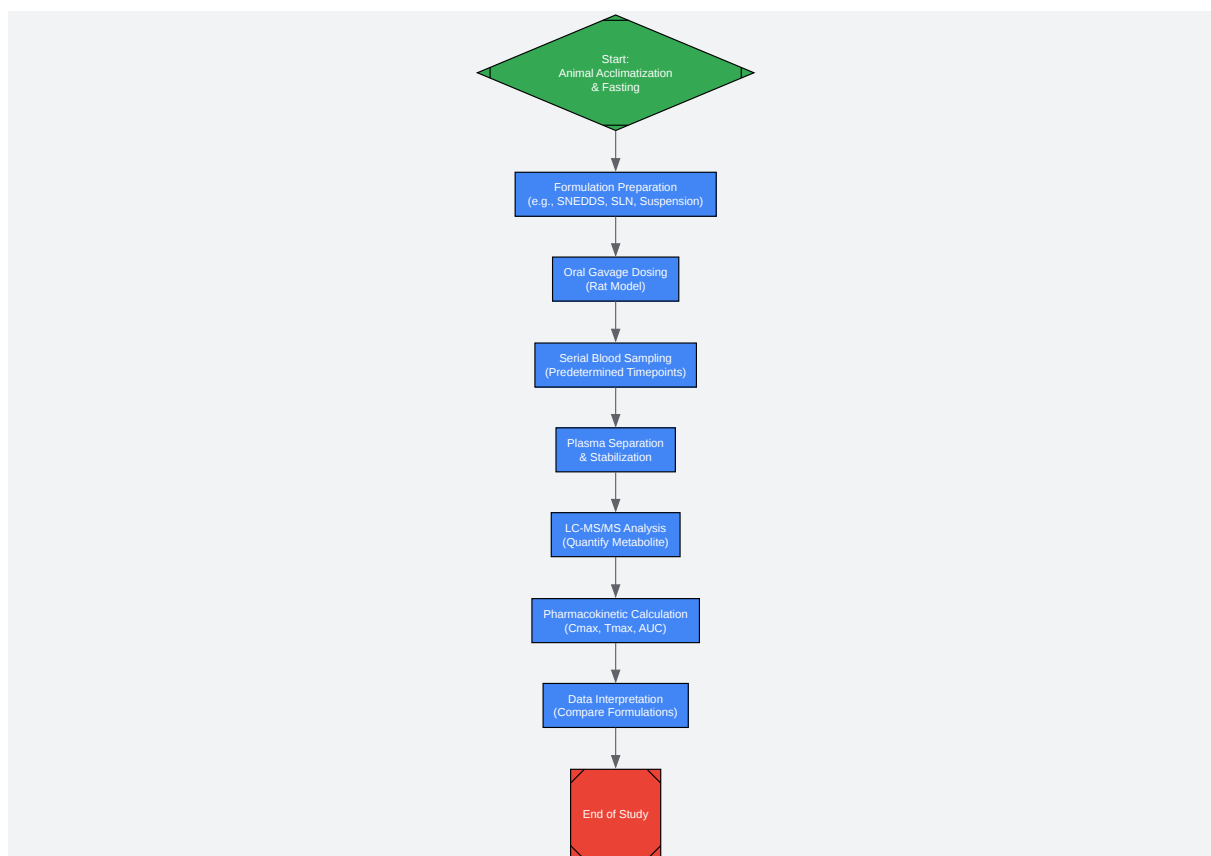 Start:
Animal Acclimatization
& Fasting
Formulation Preparation
(e.g., SNEDDS, SLN, Suspension)
Oral Gavage Dosing
(Rat Model)
Serial Blood Sampling
(Predetermined Timepoints)
Plasma Separation
& Stabilization
LC-MS/MS Analysis
(Quantify Metabolite)
Pharmacokinetic Calculation
(Cmax, Tmax, AUC)
Data Interpretation
(Compare Formulations)
End of Study